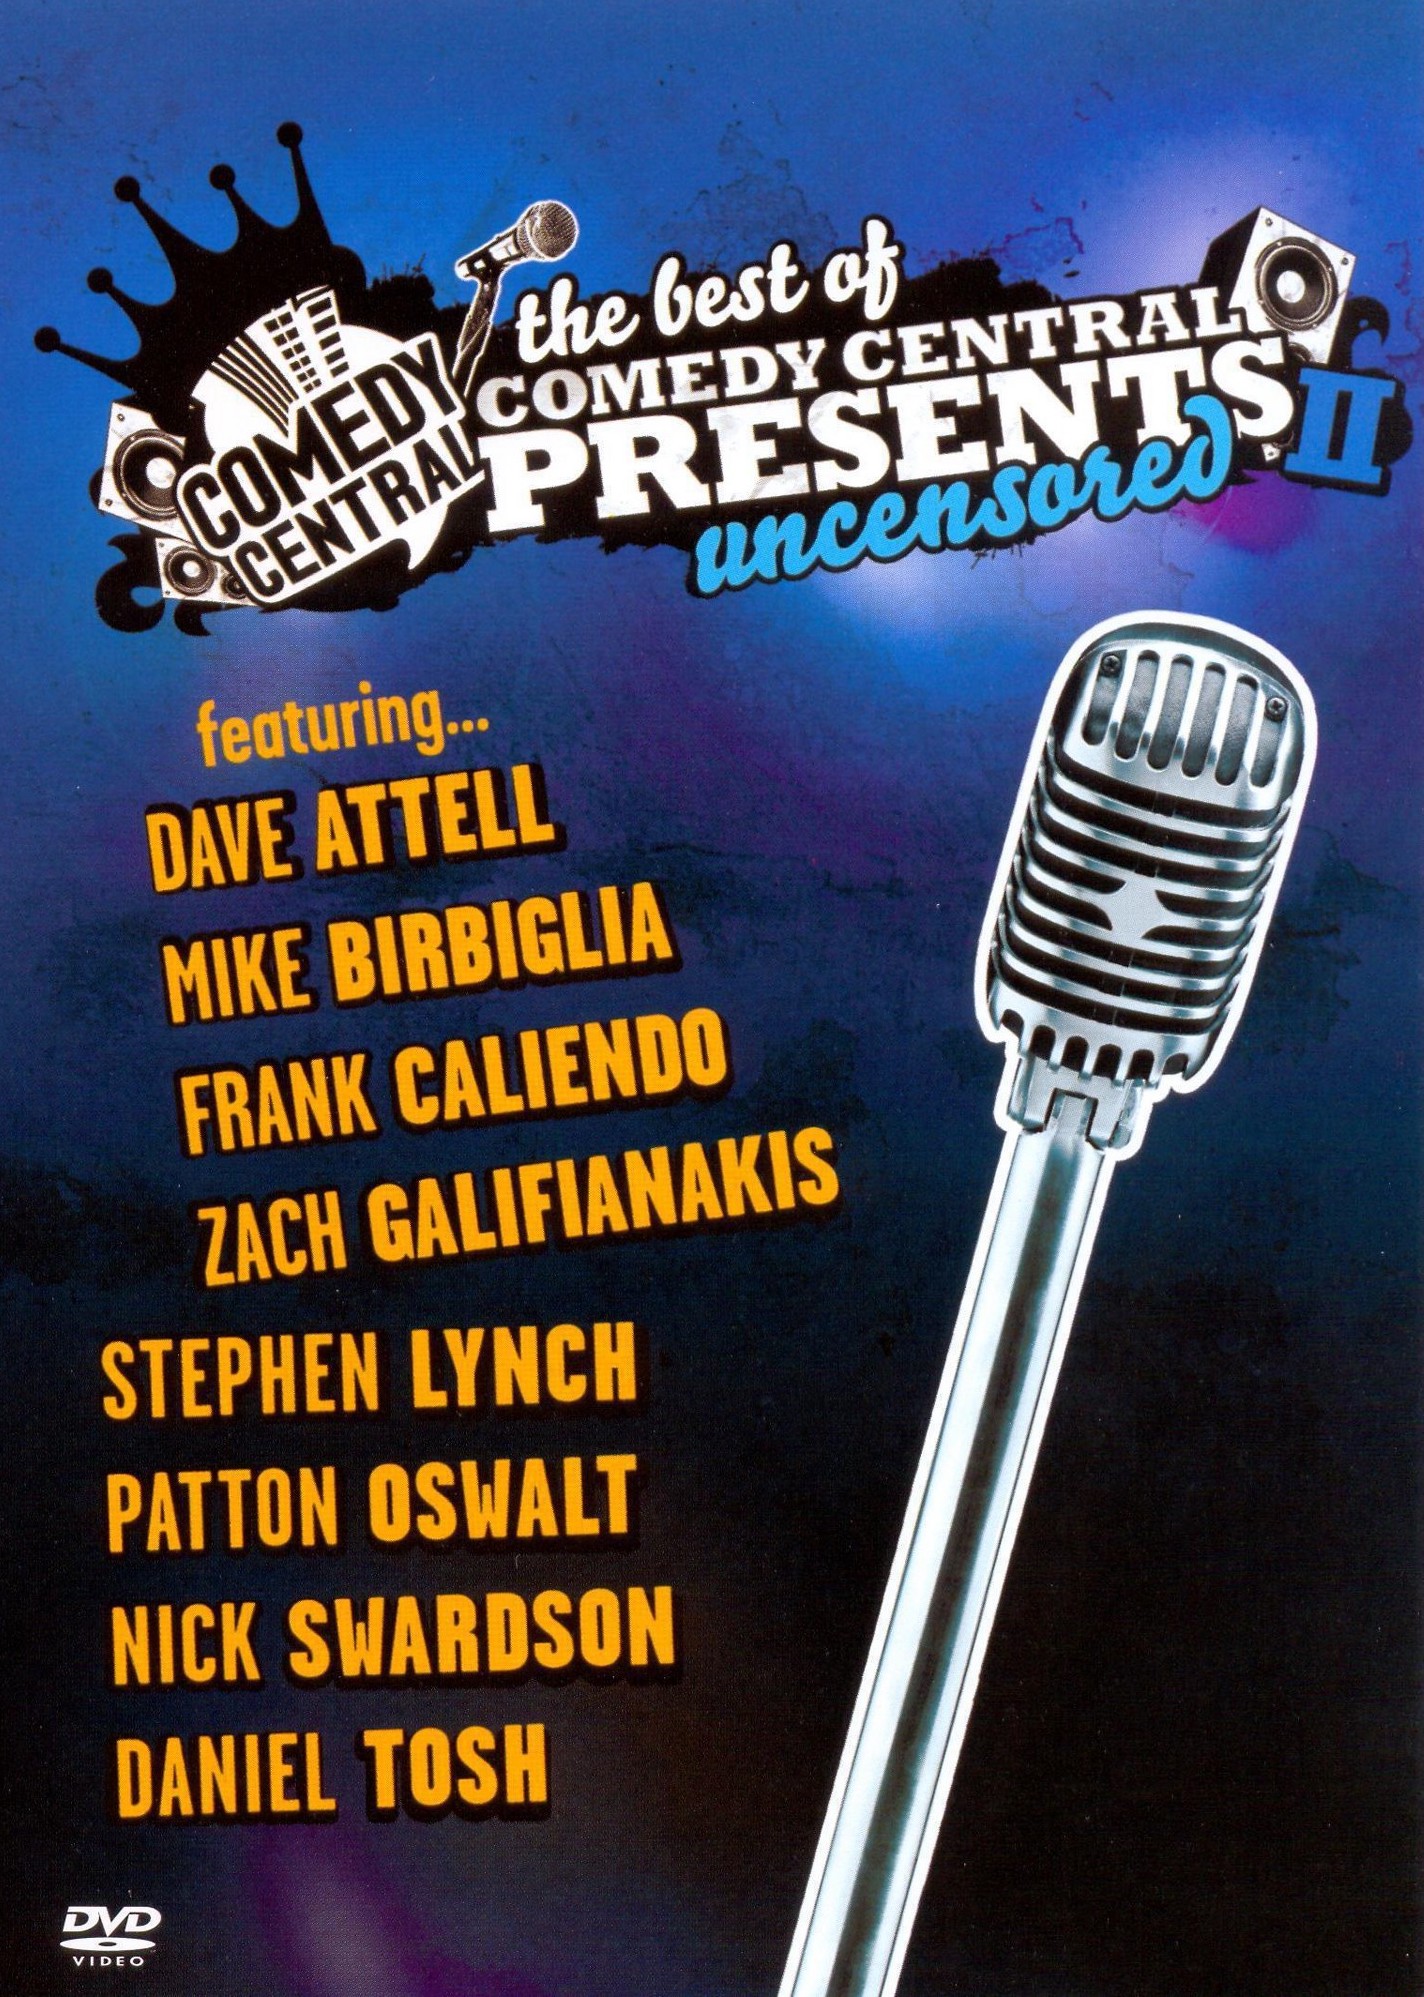 COMEDY
CENTRAL
the best of
COMEDY CENTRAL
PRESENTS II
uncensored
featuring...
DAVE ATTELL
MIKE BIRBIGLIA
FRANK CALIENDO
ZACH GALIFIANAKIS
STEPHEN LYNCH
PATTON OSWALT
NICK SWARDSON
DANIEL TOSH
DVD
VIDEO